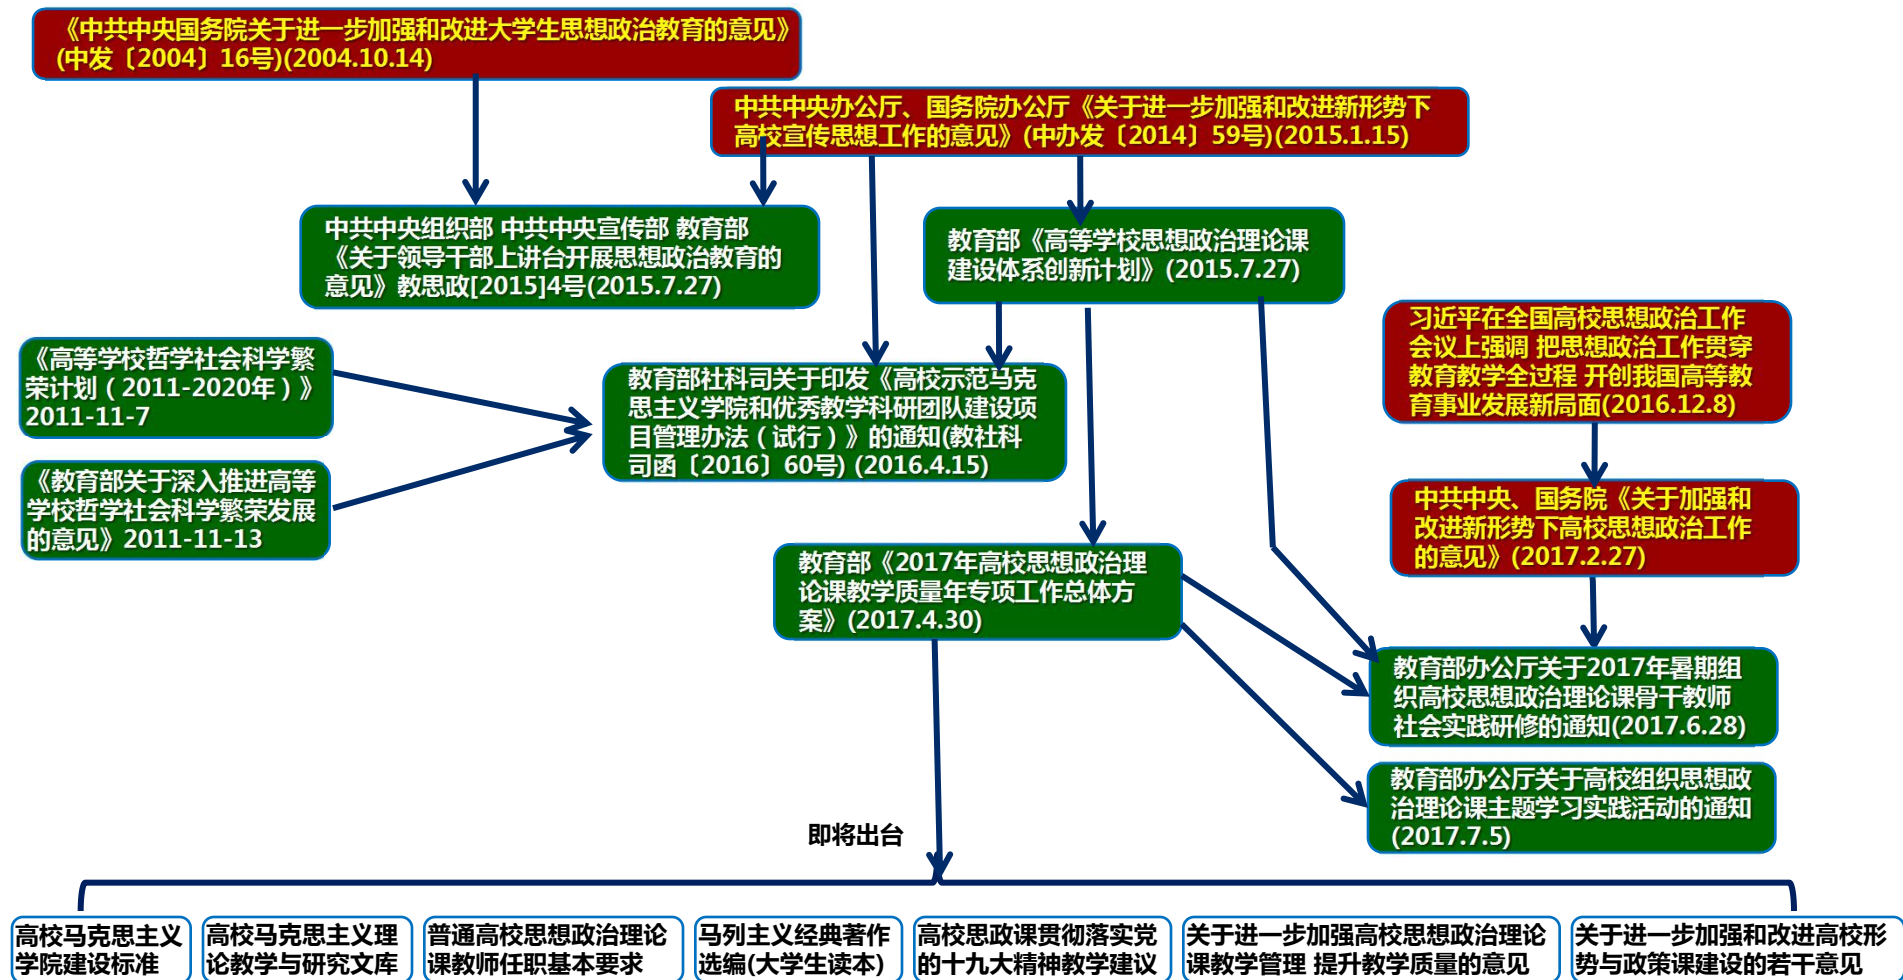 《中共中央国务院关于进一步加强和改进大学生思想政治教育的意见》
(中发〔2004〕16号)(2004.10.14)
中共中央办公厅、国务院办公厅《关于进一步加强和改进新形势下
高校宣传思想工作的意见》(中办发〔2014〕59号)(2015.1.15)
中共中央组织部 中共中央宣传部 教育部
《关于领导干部上讲台开展思想政治教育的
意见》教思政[2015]4号(2015.7.27)
教育部《高等学校思想政治理论课
建设体系创新计划》(2015.7.27)
习近平在全国高校思想政治工作
会议上强调 把思想政治工作贯穿
教育教学全过程 开创我国高等教
育事业发展新局面(2016.12.8)
《高等学校哲学社会科学繁
荣计划（2011-2020年）》
2011-11-7
教育部社科司关于印发《高校示范马克
思主义学院和优秀教学科研团队建设项
目管理办法（试行）》的通知(教社科
司函〔2016〕60号) (2016.4.15)
《教育部关于深入推进高等
学校哲学社会科学繁荣发展
的意见》2011-11-13
中共中央、国务院《关于加强和
改进新形势下高校思想政治工作
的意见》(2017.2.27)
教育部《2017年高校思想政治理
论课教学质量年专项工作总体方
案》(2017.4.30)
教育部办公厅关于2017年暑期组
织高校思想政治理论课骨干教师
社会实践研修的通知(2017.6.28)
教育部办公厅关于高校组织思想政
治理论课主题学习实践活动的通知
(2017.7.5)
即将出台
高校马克思主义
学院建设标准
高校马克思主义理
论教学与研究文库
普通高校思想政治理论
课教师任职基本要求
马列主义经典著作
选编(大学生读本)
高校思政课贯彻落实党
的十九大精神教学建议
关于进一步加强高校思想政治理论
课教学管理 提升教学质量的意见
关于进一步加强和改进高校形
势与政策课建设的若干意见